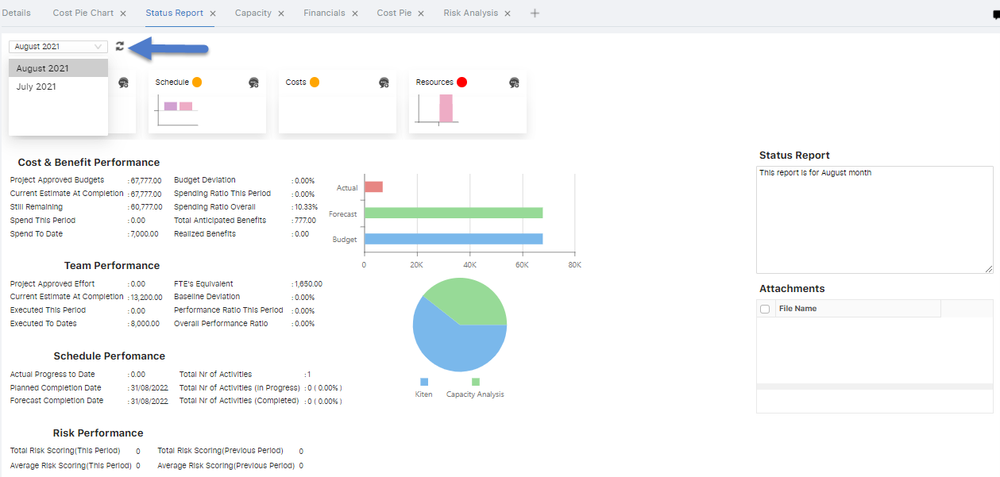 Details Cost Pie Chart Status Report Capacity Financials Cost Pie Risk Analysis
August 2021
August 2021
July 2021
Schedule
Costs
Resources
Cost & Benefit Performance
Project Approved Budgets : 67,777.00 Budget Deviation : 0.00%
Current Estimate At Completion : 67,777.00 Spending Ratio This Period : 0.00%
Still Remaining : 60,777.00 Spending Ratio Overall : 10.33%
Spend This Period : 0.00 Total Anticipated Benefits : 777.00
Spend To Date : 7,000.00 Realized Benefits : 0.00
Actual
Forecast
Budget
0 20K 40K 60K 80K
Team Performance
Project Approved Effort : 0.00 FTE's Equivalent : 1,650.00
Current Estimate At Completion : 13,200.00 Baseline Deviation : 0.00%
Executed This Period : 0.00 Performance Ratio This Period : 0.00%
Executed To Dates : 8,000.00 Overall Performance Ratio : 0.00%
Kiten Capacity Analysis
Schedule Perfomance
Actual Progress to Date : 0.00 Total Nr of Activities : 1
Planned Completion Date : 31/08/2022 Total Nr of Activities (In Progress) : 0 ( 0.00% )
Forecast Completion Date : 31/08/2022 Total Nr of Activities (Completed) : 0 ( 0.00% )
Risk Performance
Total Risk Scoring(This Period) 0 Total Risk Scoring(Previous Period) 0
Average Risk Scoring(This Period) 0 Average Risk Scoring(Previous Period) 0
Status Report
This report is for August month
Attachments
File Name